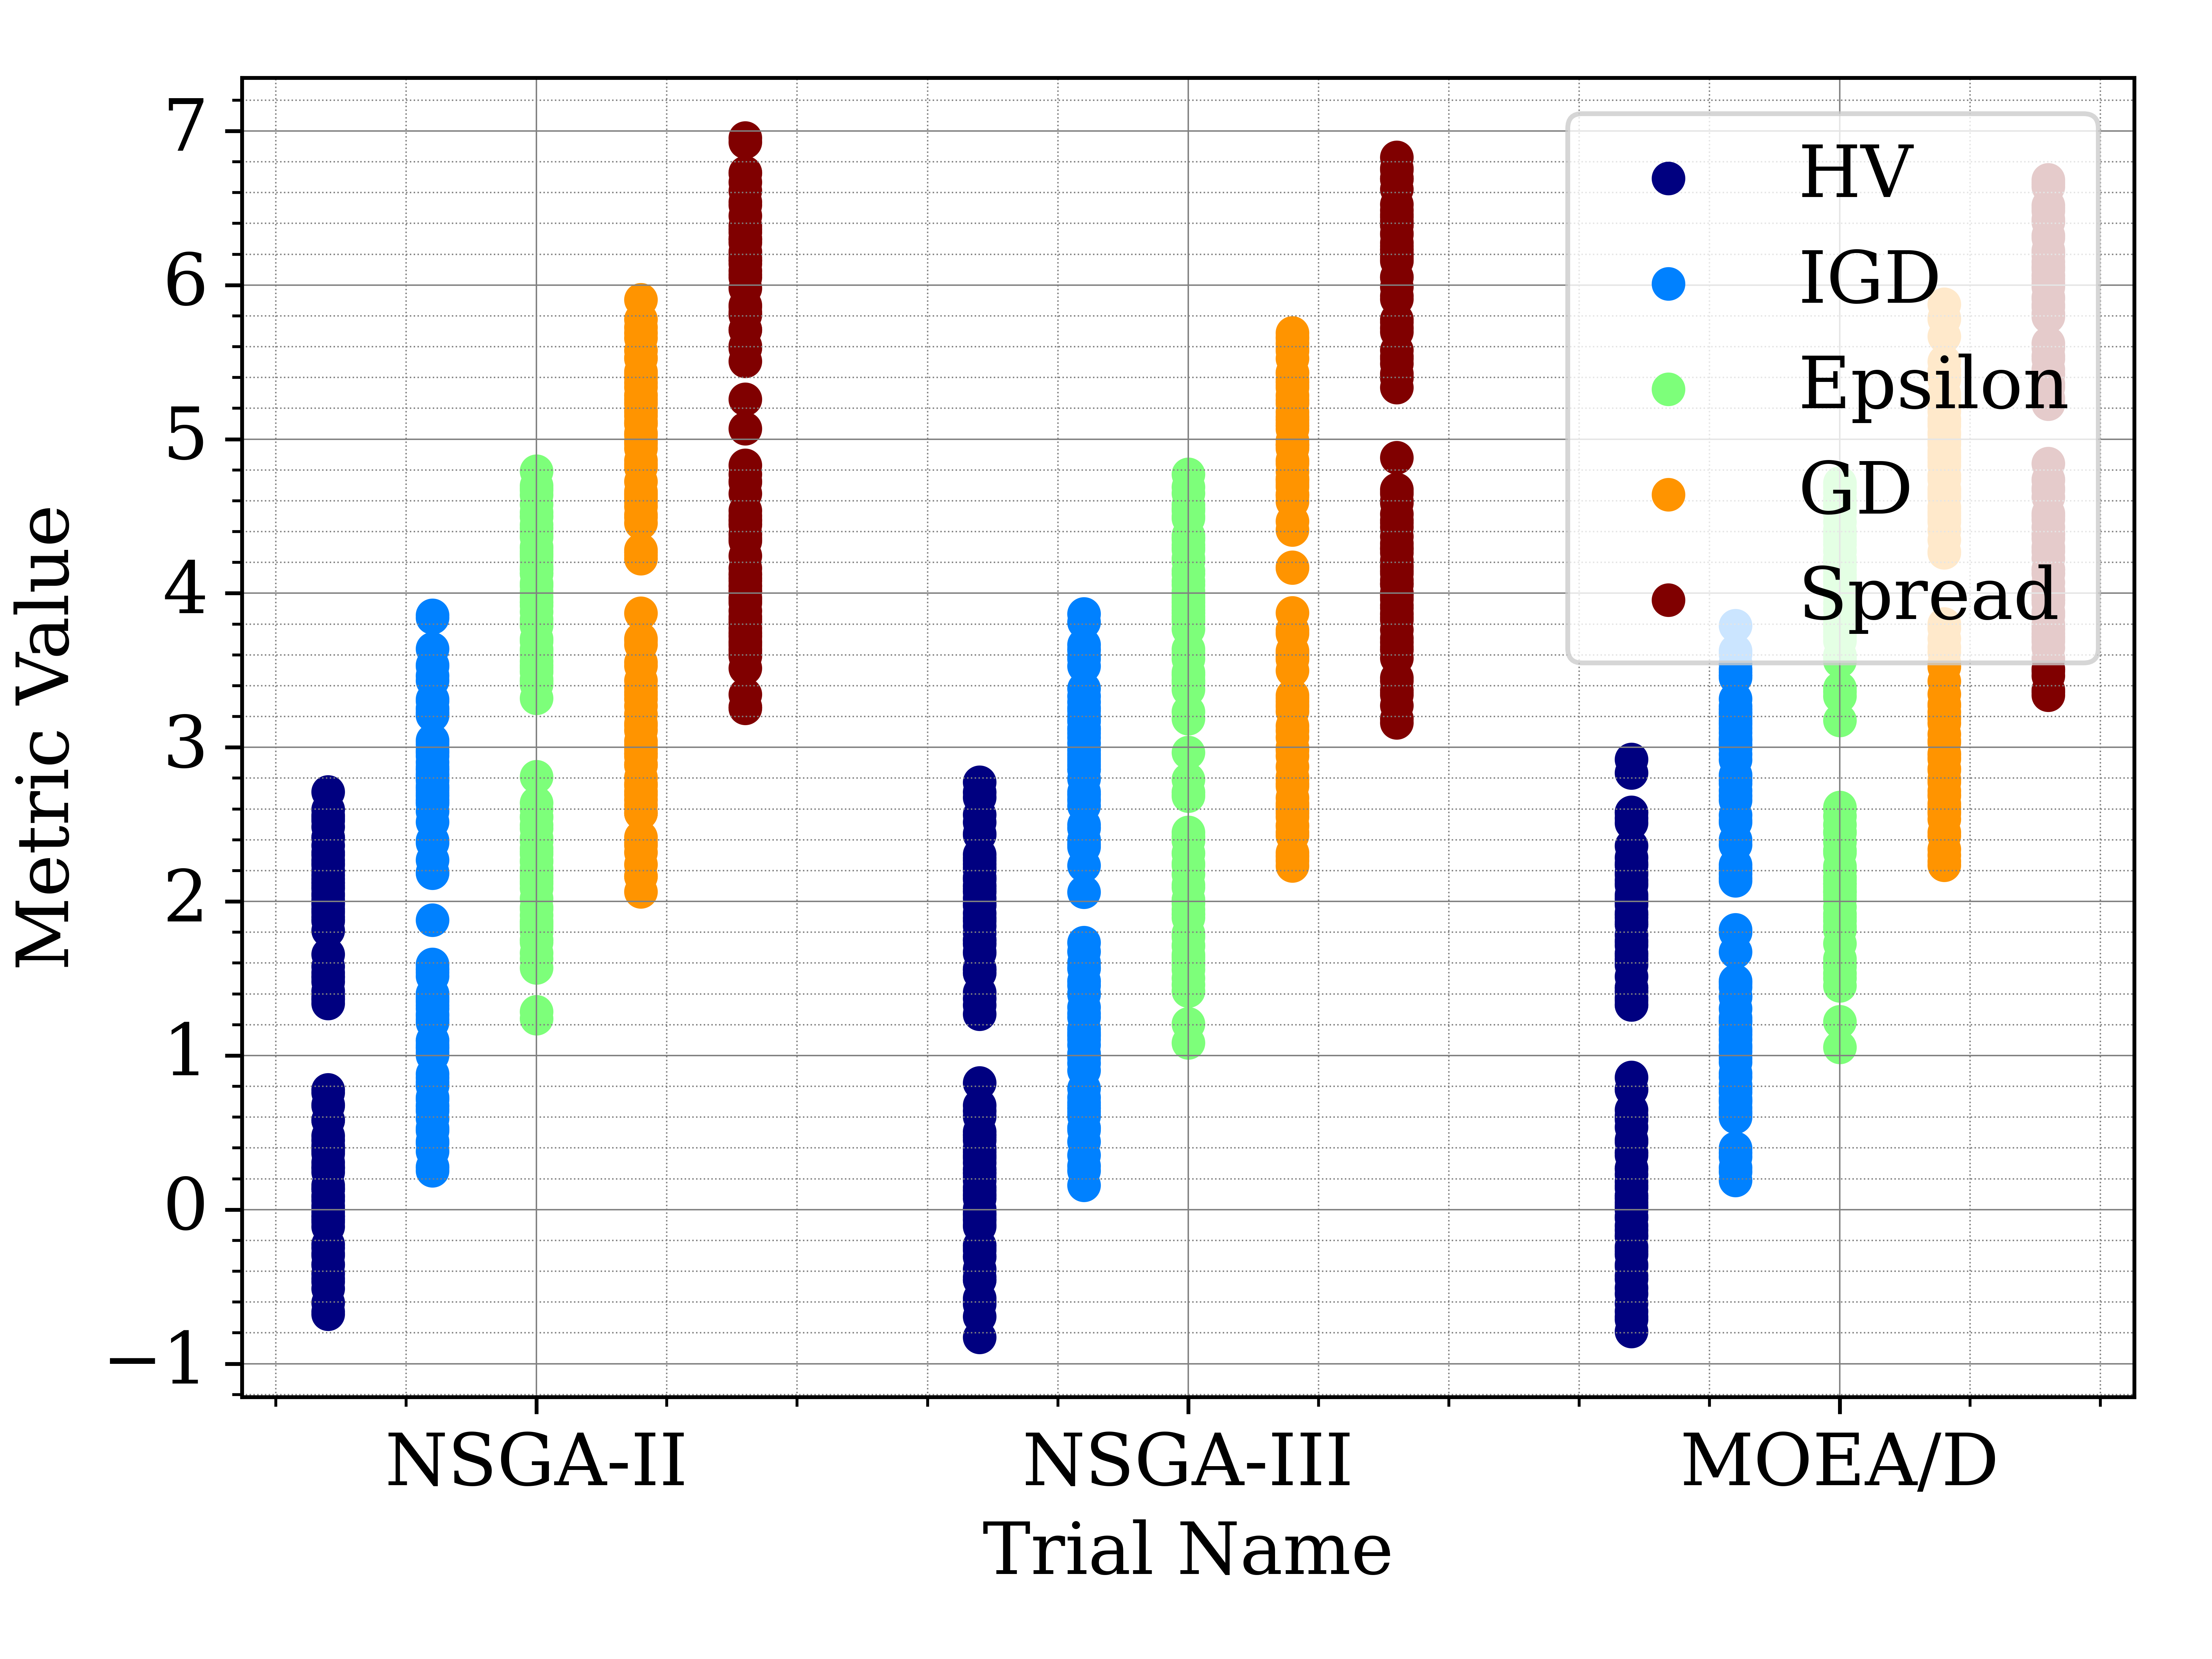 7
6
5
4
3
2
1
0
−1
Metric Value
HV
IGD
Epsilon
GD
Spread
NSGA-II NSGA-III MOEA/D
Trial Name